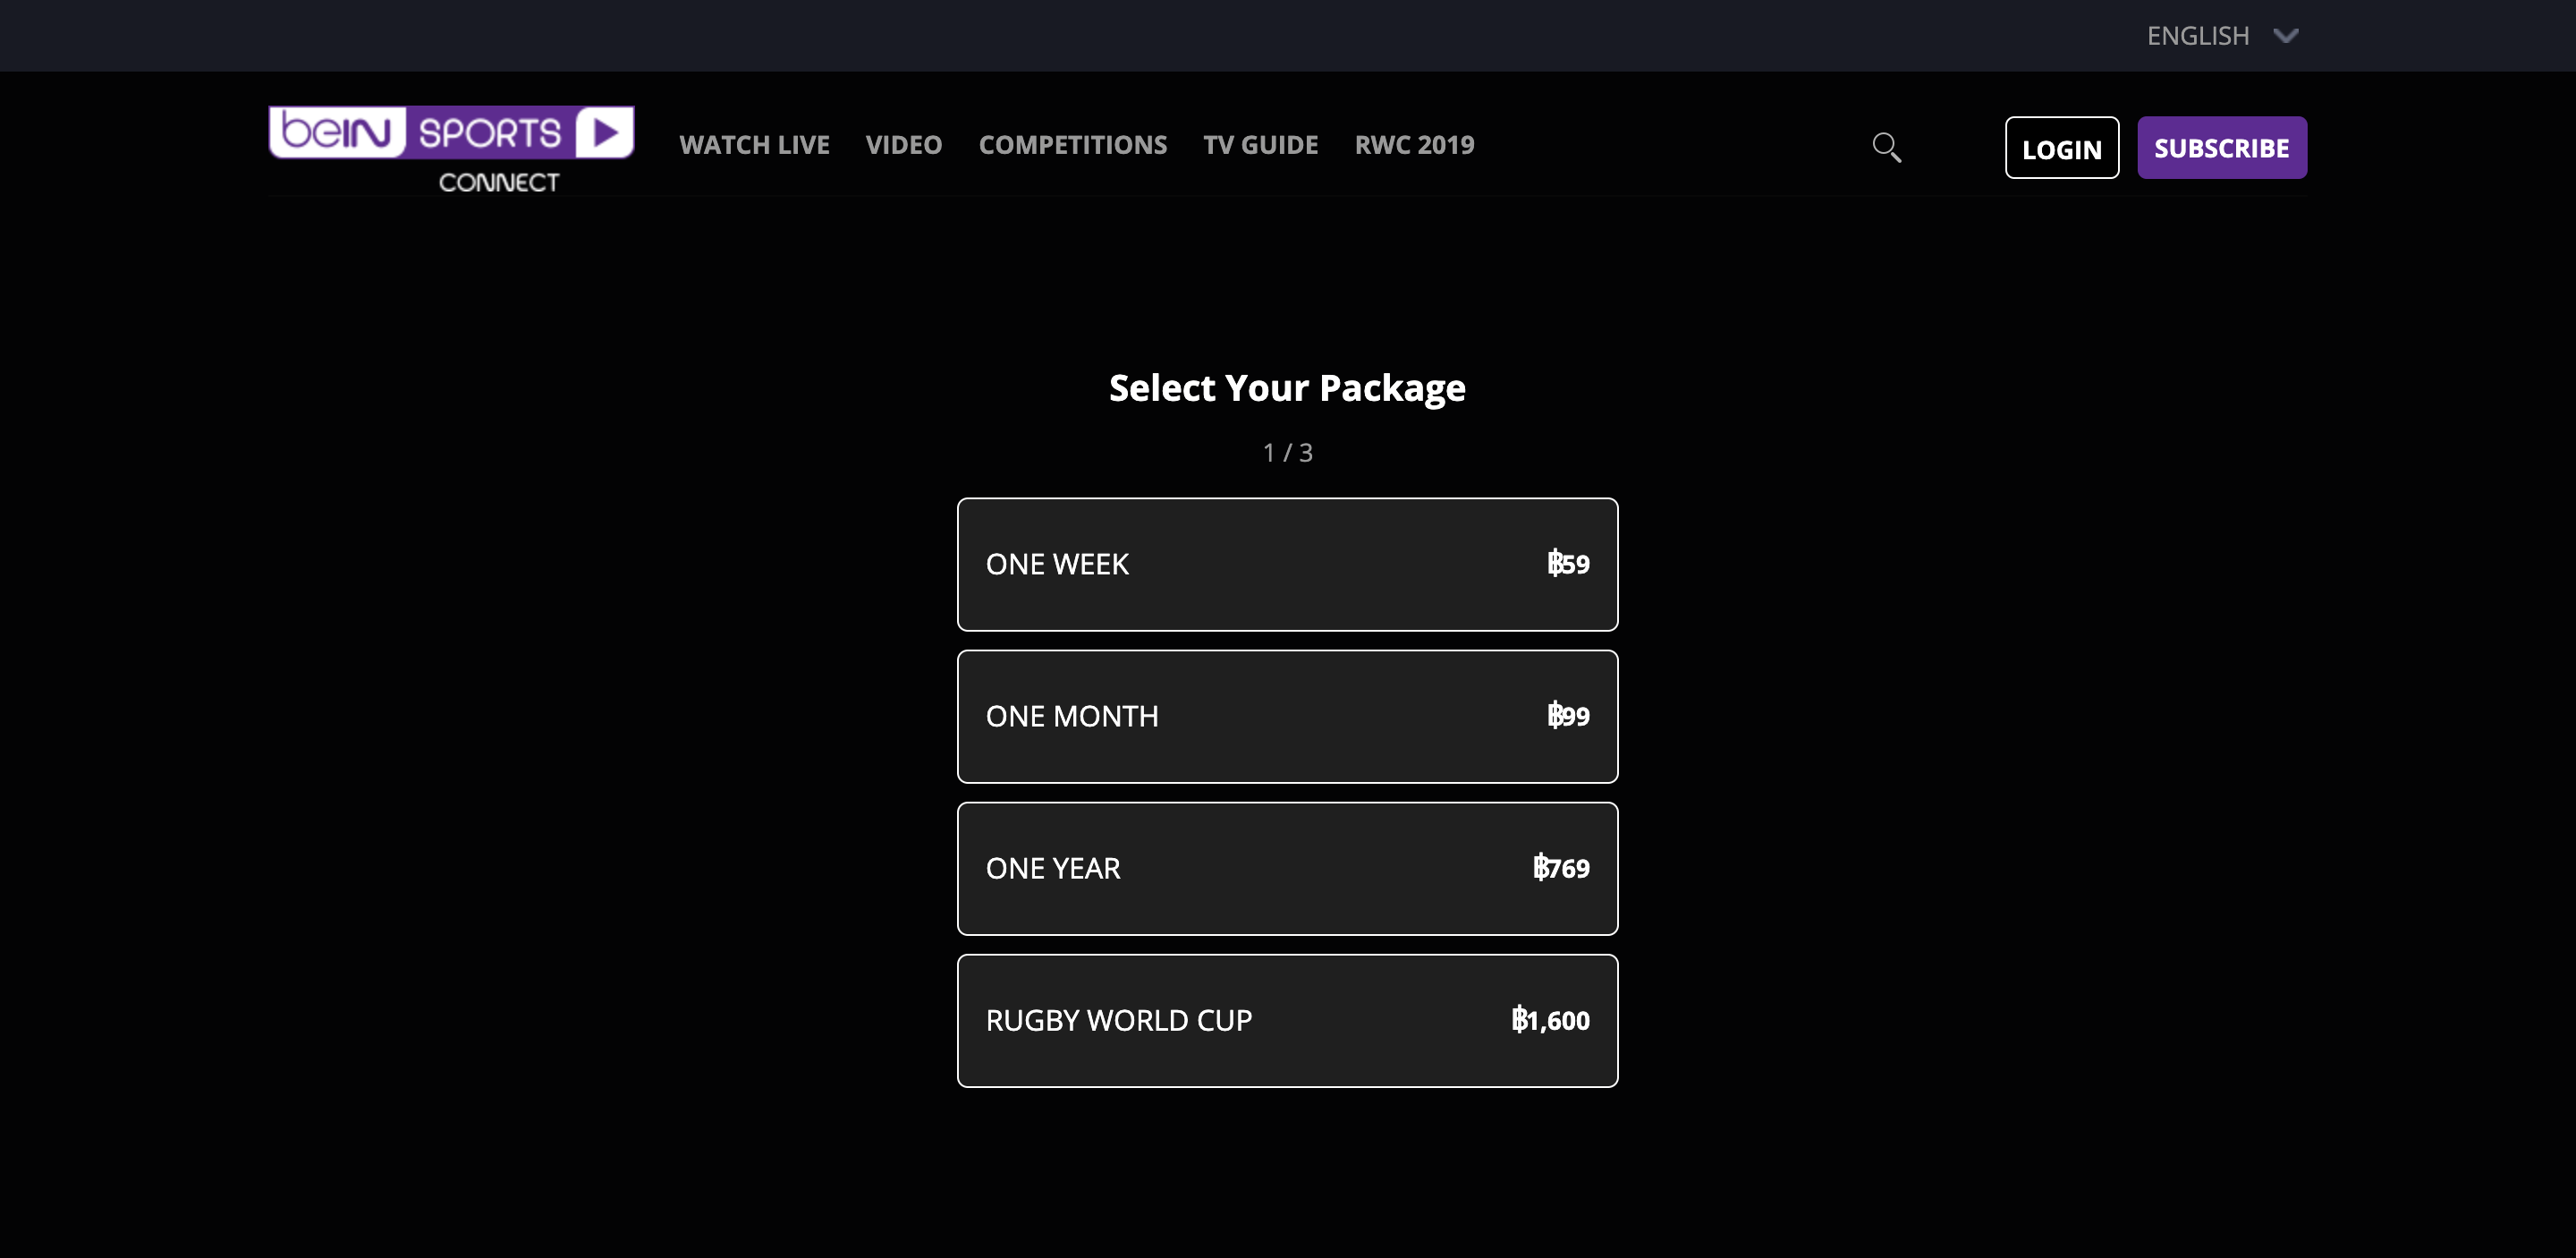 ENGLISH
beIN SPORTS
CONNECT
WATCH LIVE VIDEO COMPETITIONS TV GUIDE RWC 2019 LOGIN SUBSCRIBE
Select Your Package
1 / 3
ONE WEEK ฿59
ONE MONTH ฿99
ONE YEAR ฿769
RUGBY WORLD CUP ฿1,600